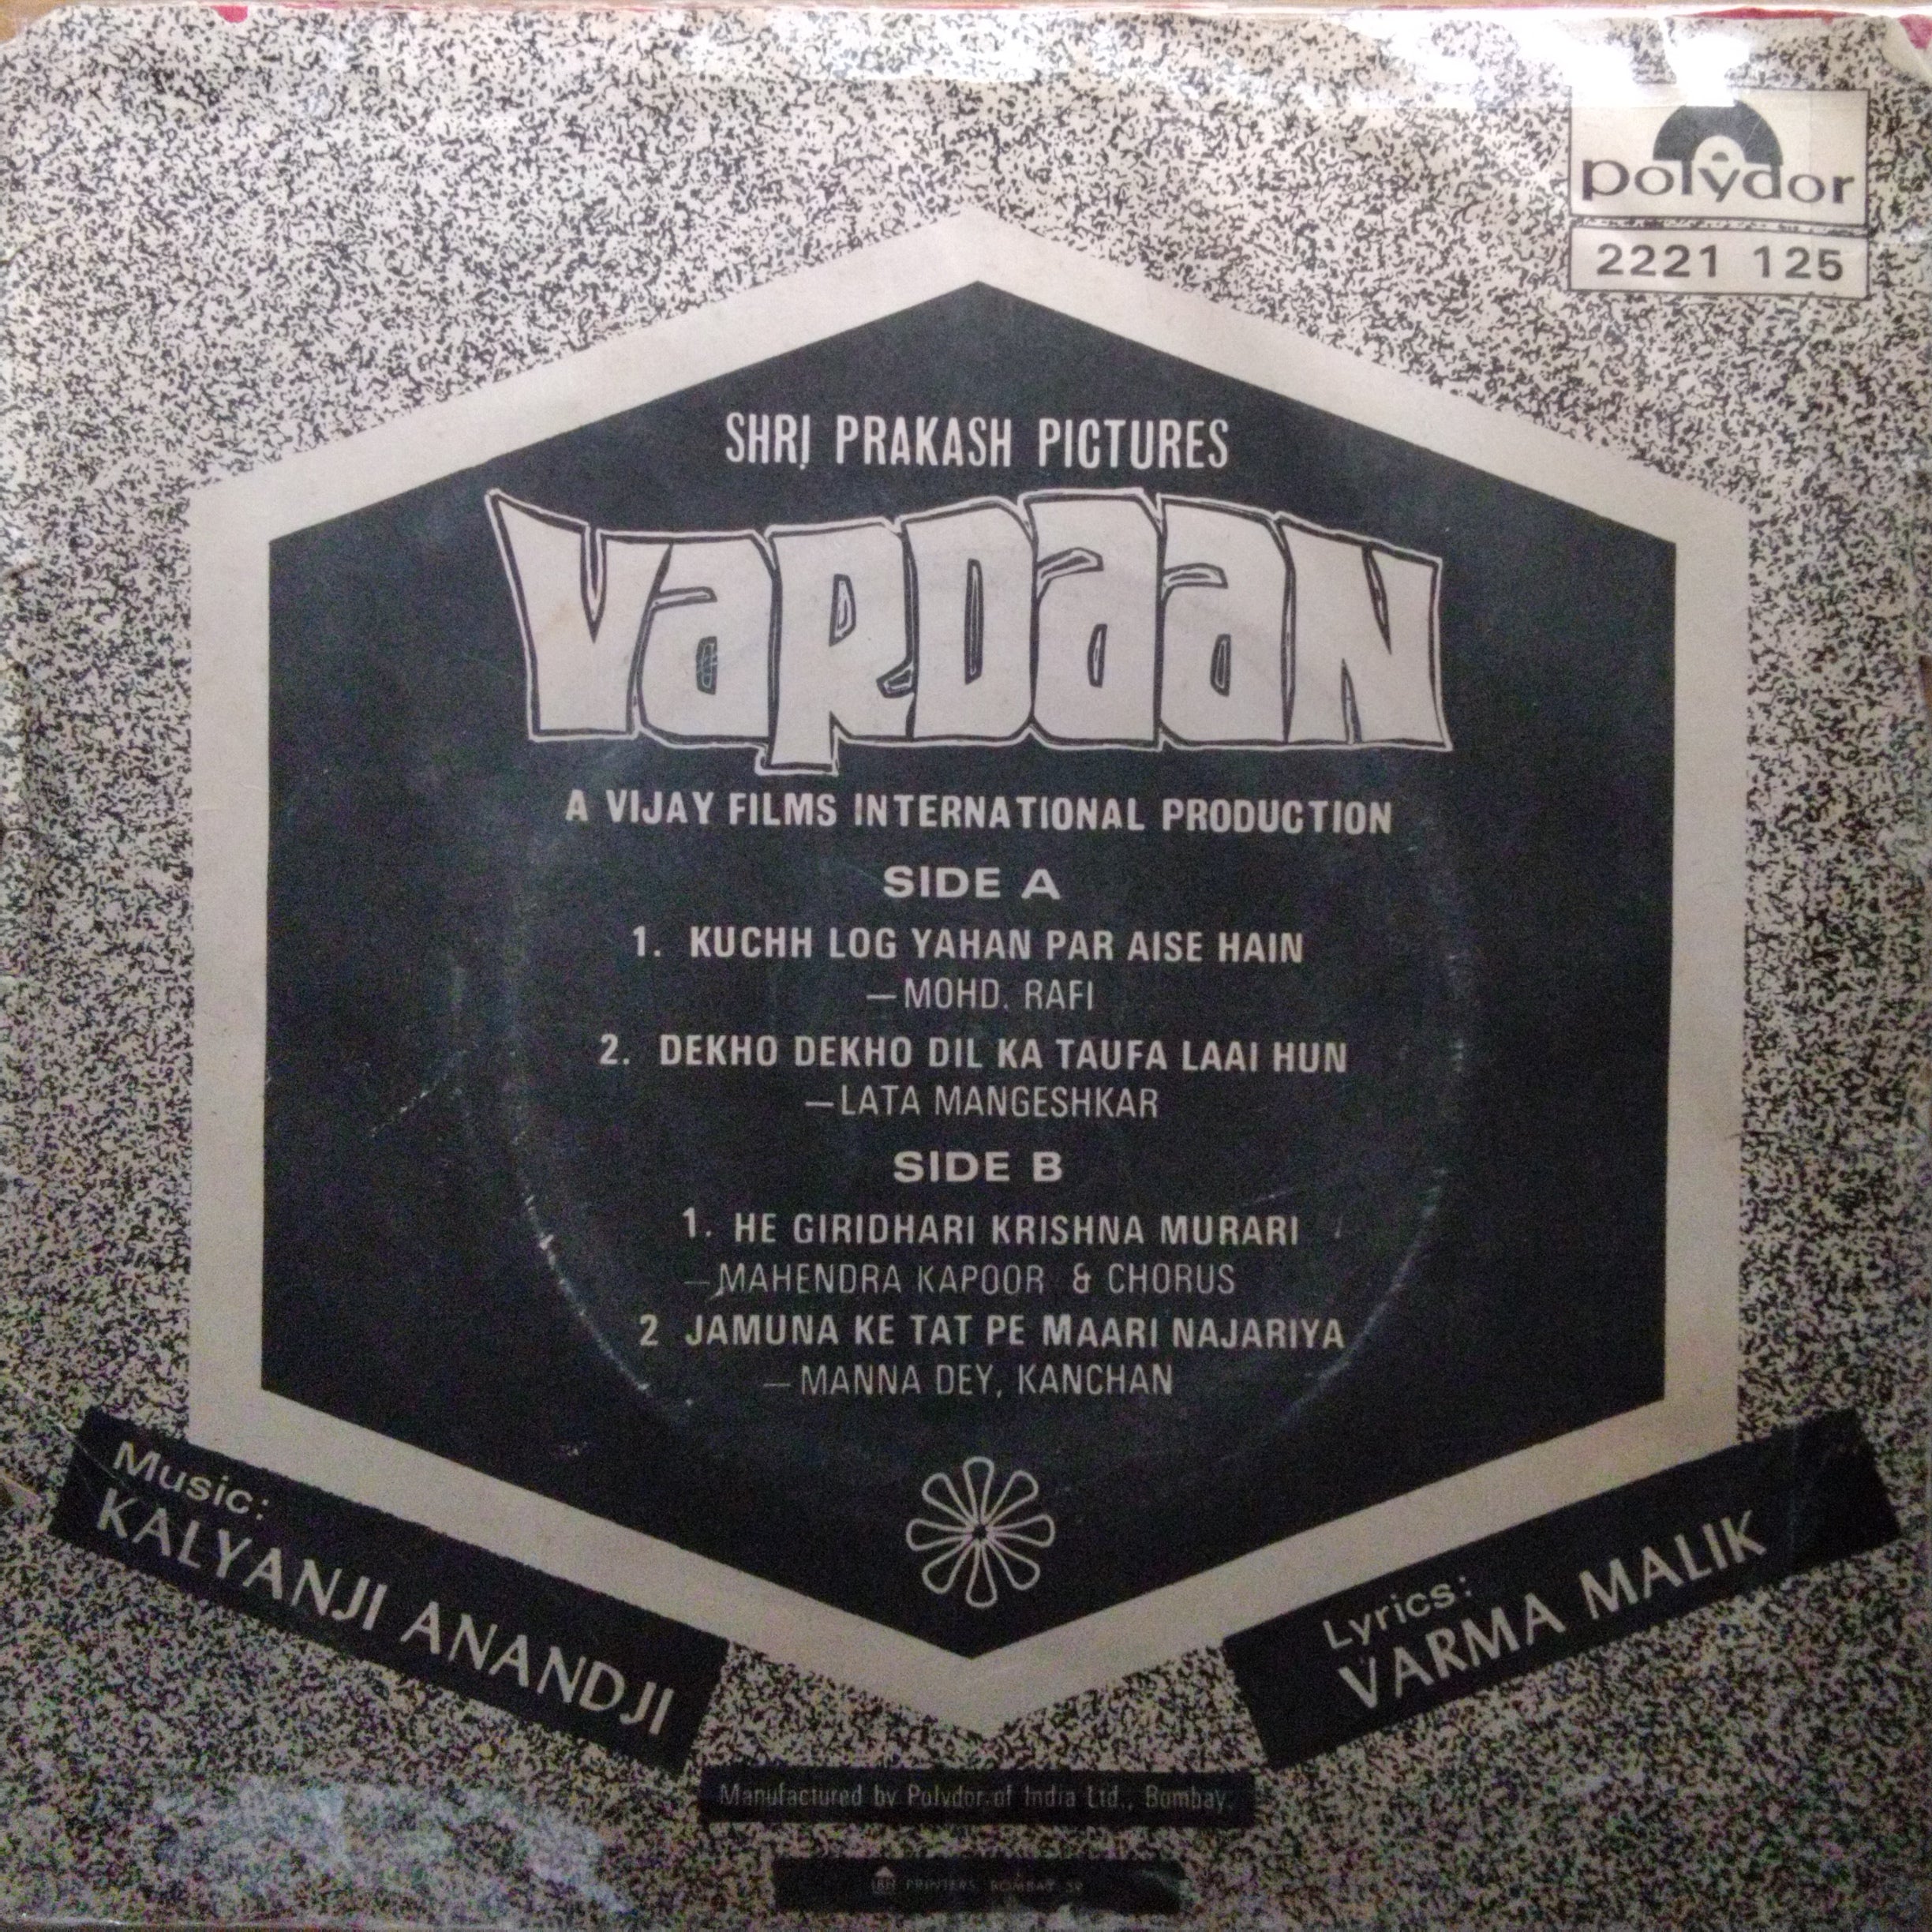 polydor
2221 125
SHRI PRAKASH PICTURES
VARDAAN
A VIJAY FILMS INTERNATIONAL PRODUCTION
SIDE A
1. KUCHH LOG YAHAN PAR AISE HAIN
—MOHD. RAFI
2. DEKHO DEKHO DIL KA TAUFA LAAI HUN
—LATA MANGESHKAR
SIDE B
1. HE GIRIDHARI KRISHNA MURARI
—MAHENDRA KAPOOR & CHORUS
2 JAMUNA KE TAT PE MAARI NAJARIYA
—MANNA DEY, KANCHAN
Music:
KALYANJI ANANDJI
Lyrics:
VARMA MALIK
Manufactured by Polydor of India Ltd., Bombay.
PRINTERS BOMBAY